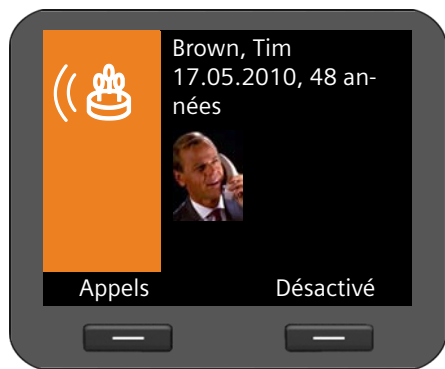 Brown, Tim
17.05.2010, 48 an-
nées
Appels
Désactivé